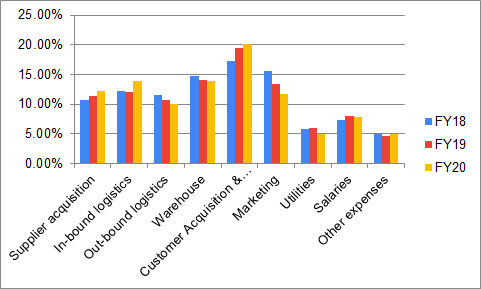 25.00%
20.00%
15.00%
10.00%
5.00%
0.00%
Supplier acquisition
In-bound logistics
Out-bound logistics
Warehouse
Customer Acquisition &...
Marketing
Utilities
Salaries
Other expenses
FY18
FY19
FY20